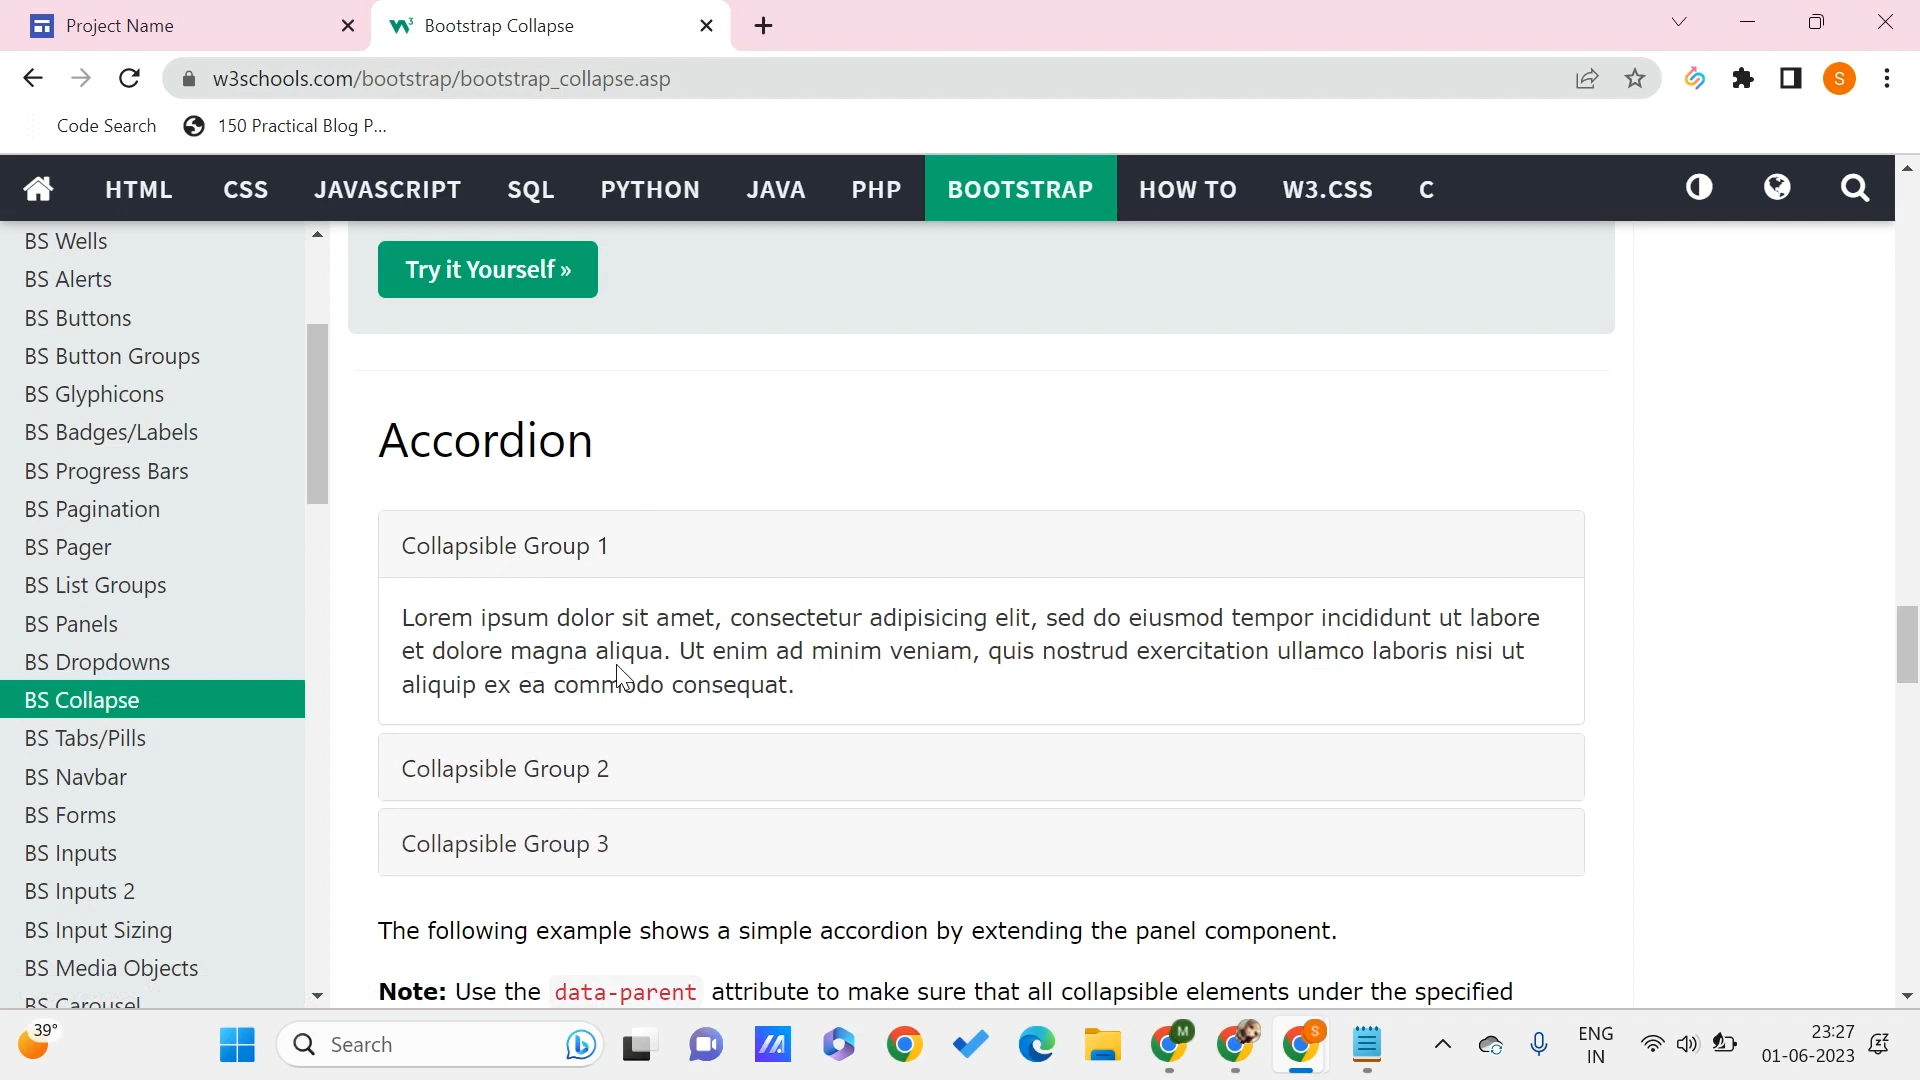 Project Name
Bootstrap Collapse
w3schools.com/bootstrap/bootstrap_collapse.asp
S
Code Search
150 Practical Blog P...
HTML
CSS
JAVASCRIPT
SQL
PYTHON
JAVA
PHP
BOOTSTRAP
HOW TO
W3.CSS
C
BS Wells
BS Alerts
BS Buttons
BS Button Groups
BS Glyphicons
BS Badges/Labels
BS Progress Bars
BS Pagination
BS Pager
BS List Groups
BS Panels
BS Dropdowns
BS Collapse
BS Tabs/Pills
BS Navbar
BS Forms
BS Inputs
BS Inputs 2
BS Input Sizing
BS Media Objects
BS Carousel
Try it Yourself »
Accordion
Collapsible Group 1
Lorem ipsum dolor sit amet, consectetur adipisicing elit, sed do eiusmod tempor incididunt ut labore
et dolore magna aliqua. Ut enim ad minim veniam, quis nostrud exercitation ullamco laboris nisi ut
aliquip ex ea commodo consequat.
Collapsible Group 2
Collapsible Group 3
The following example shows a simple accordion by extending the panel component.
Note: Use the data-parent attribute to make sure that all collapsible elements under the specified
39°
Search
M
S
ENG
IN
23:27
01-06-2023